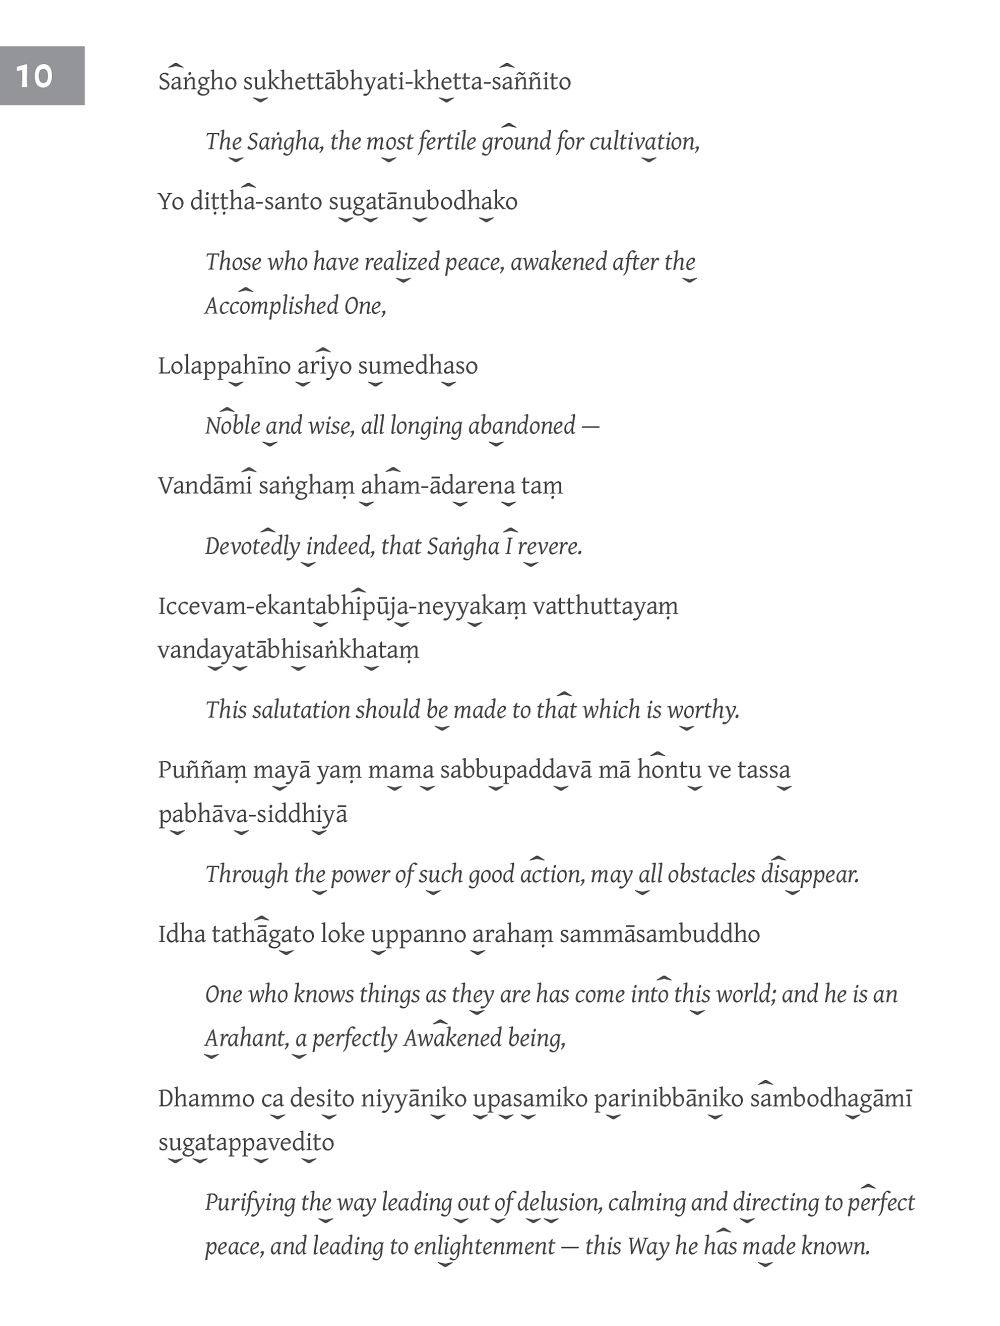 10
Saṅgho sukhettābhyati-khetta-saññito
The Saṅgha, the most fertile ground for cultivation,
Yo diṭṭha-santo sugatānubodhako
Those who have realized peace, awakened after the
Accomplished One,
Lolappahīno ariyo sumedhaso
Noble and wise, all longing abandoned —
Vandāmi saṅghaṃ aham-ādarena taṃ
Devotedly indeed, that Saṅgha I revere.
Iccevam-ekantabhipūja-neyyakaṃ vatthuttayaṃ
vandayatābhisaṅkhataṃ
This salutation should be made to that which is worthy.
Puññaṃ mayā yaṃ mama sabbupaddavā mā hontu ve tassa
pabhāva-siddhiyā
Through the power of such good action, may all obstacles disappear.
Idha tathāgato loke uppanno arahaṃ sammāsambuddho
One who knows things as they are has come into this world; and he is an
Arahant, a perfectly Awakened being,
Dhammo ca desito niyyāniko upasamiko parinibbāniko sambodhagāmī
sugatappavedito
Purifying the way leading out of delusion, calming and directing to perfect
peace, and leading to enlightenment — this Way he has made known.